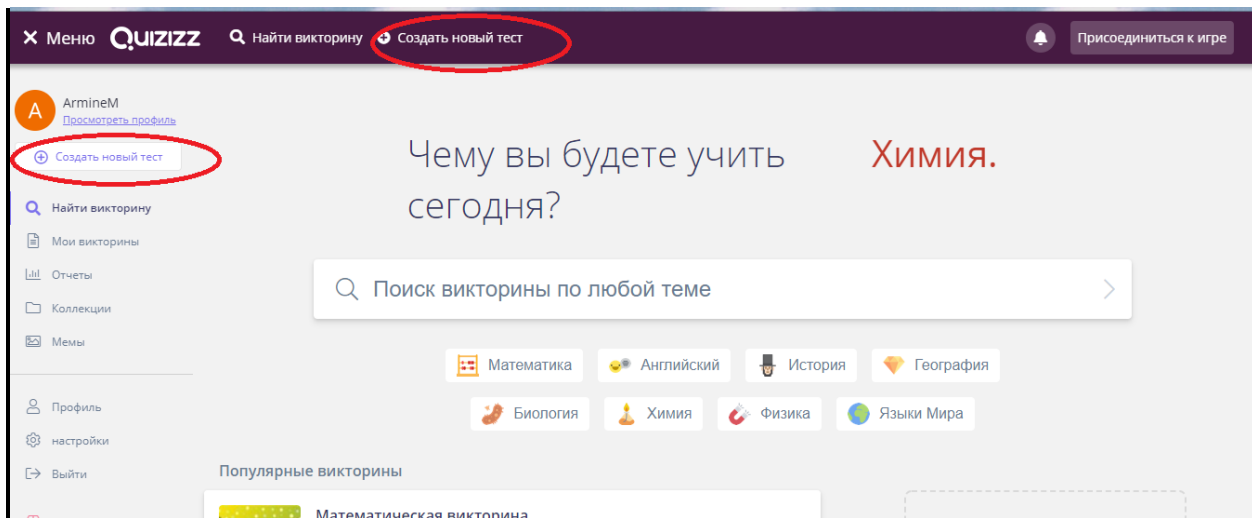 Меню QUIZIZZ Найти викторину Создать новый тест Присоединиться к игре
A ArmineM
Просмотреть профиль
Создать новый тест
Найти викторину
Мои викторины
Отчеты
Коллекции
Мемы
Профиль
настройки
Выйти
Чему вы будете учить Химия.
сегодня?
Поиск викторины по любой теме
Математика Английский История География
Биология Химия Физика Языки Мира
Популярные викторины
Математическая викторина